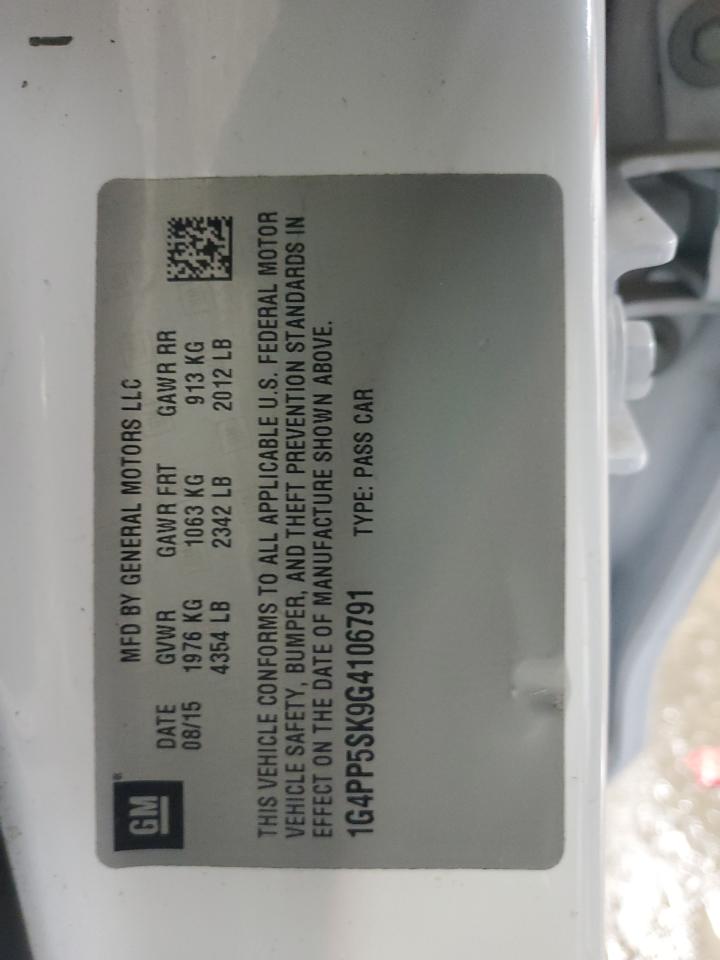 GM®
MFD BY GENERAL MOTORS LLC
DATE GVWR GAWR FRT GAWR RR
08/15 1976 KG 1063 KG 913 KG
4354 LB 2342 LB 2012 LB
THIS VEHICLE CONFORMS TO ALL APPLICABLE U.S. FEDERAL MOTOR
VEHICLE SAFETY, BUMPER, AND THEFT PREVENTION STANDARDS IN
EFFECT ON THE DATE OF MANUFACTURE SHOWN ABOVE.
1G4PP5SK9G4106791 TYPE: PASS CAR